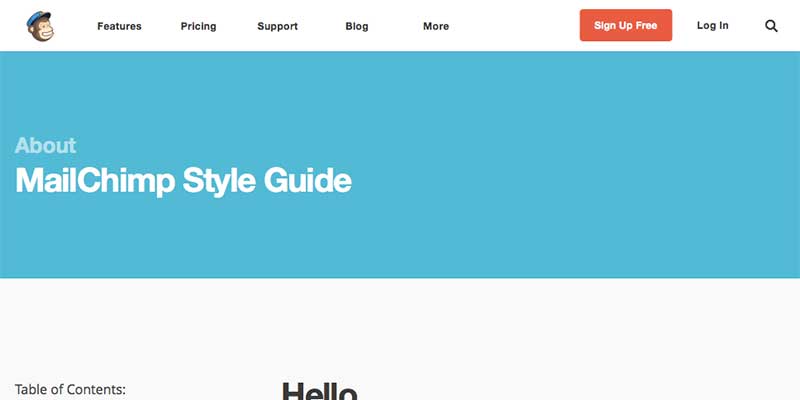 Features Pricing Support Blog More Sign Up Free Log In
About
MailChimp Style Guide
Table of Contents:
Hello